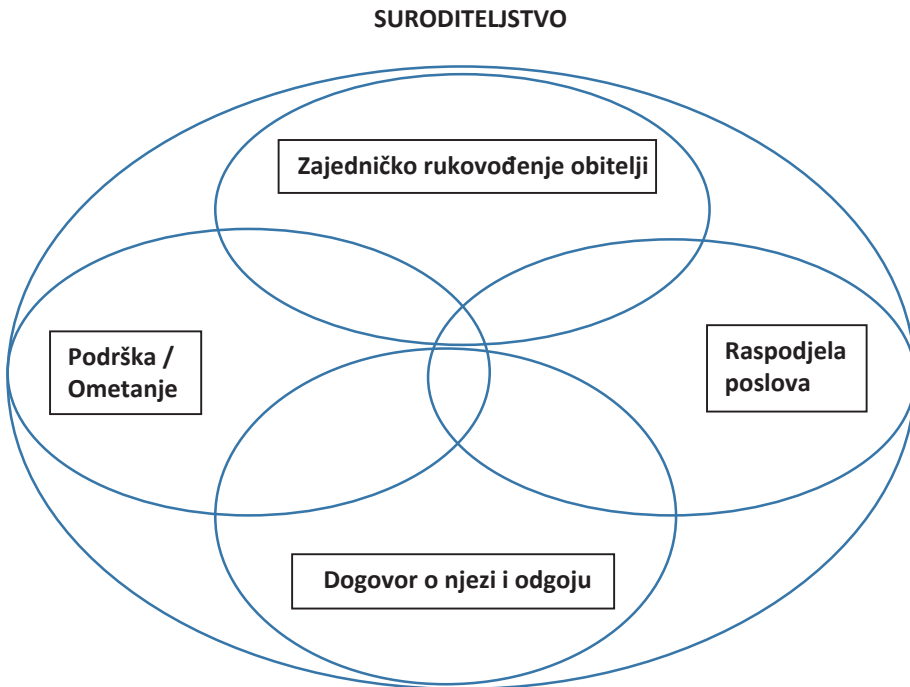 SURODITELJSTVO
Zajedničko rukovođenje obitelji
Podrška /
Ometanje
Raspodjela
poslova
Dogovor o njezi i odgoju